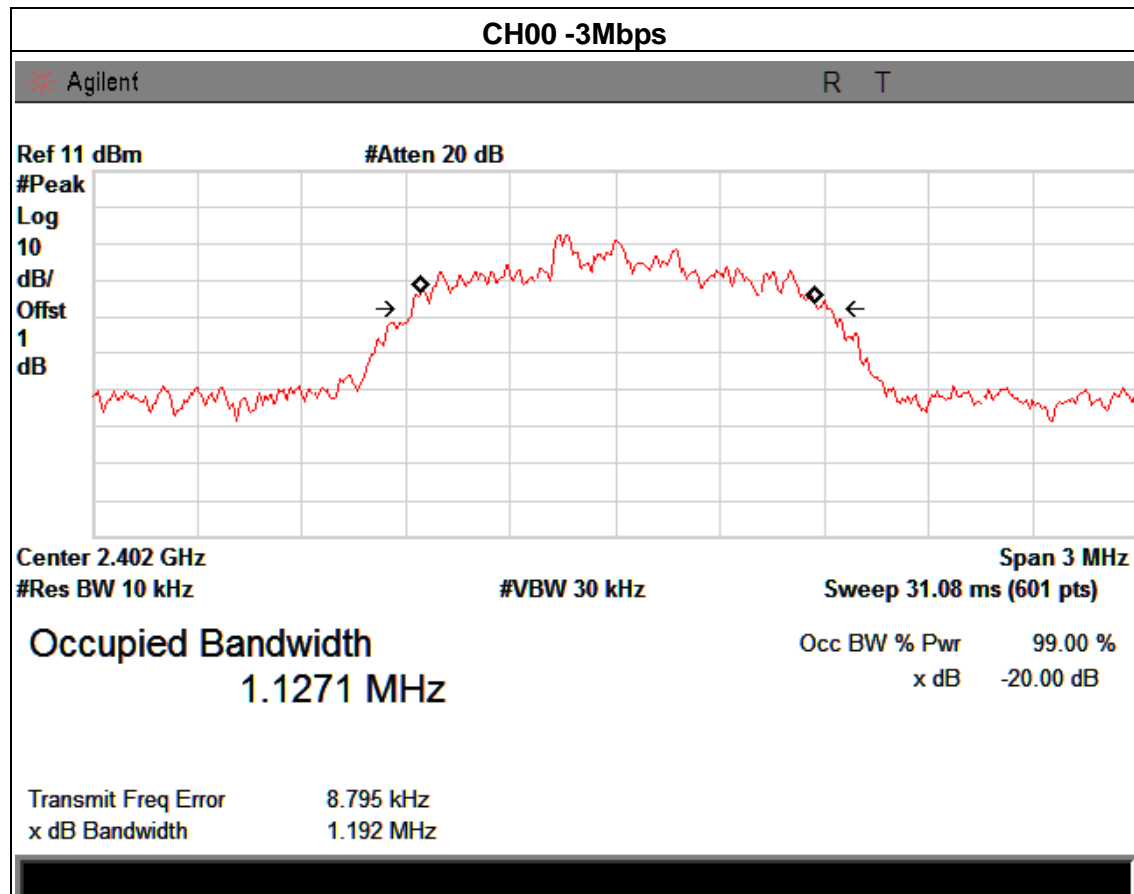 CH00 -3Mbps
Agilent R T
Ref 11 dBm #Atten 20 dB
#Peak
Log
10
dB/
Offst
1
dB
Center 2.402 GHz Span 3 MHz
#Res BW 10 kHz #VBW 30 kHz Sweep 31.08 ms (601 pts)
Occupied Bandwidth Occ BW % Pwr 99.00 %
1.1271 MHz x dB -20.00 dB
Transmit Freq Error 8.795 kHz
x dB Bandwidth 1.192 MHz